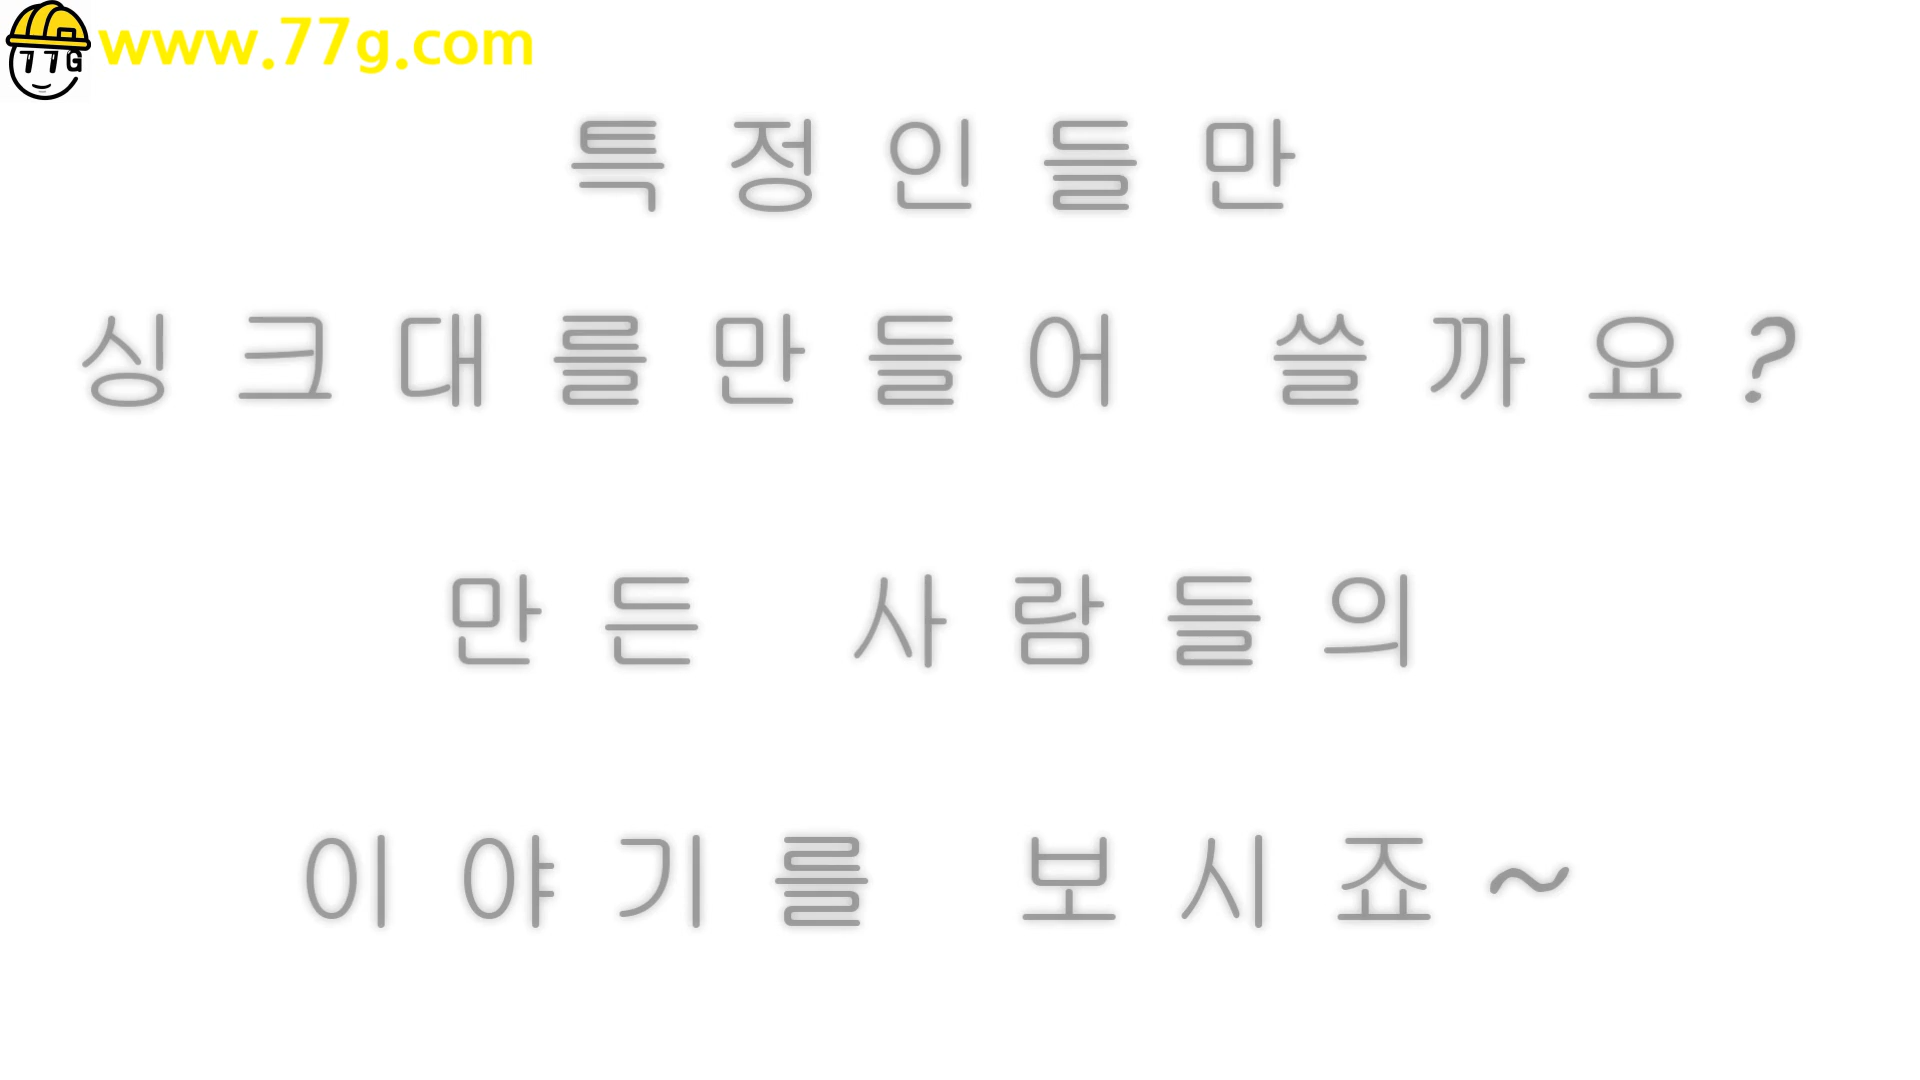 www.77g.com
77G
특정인들만
싱크대를만들어 쓸까요?
만든 사람들의
이야기를 보시죠~